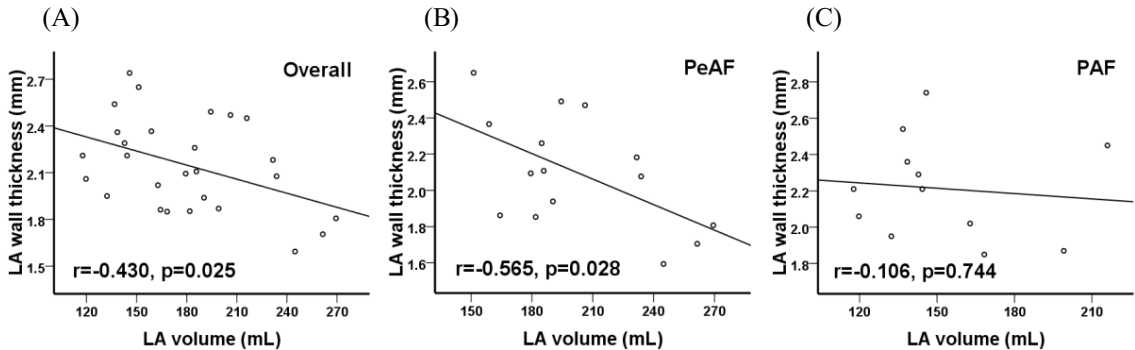 (A)
Overall
LA wall thickness (mm)
2.7
2.4
2.1
1.8
1.5
r=-0.430, p=0.025
120 150 180 210 240 270
LA volume (mL)
(B)
PeAF
LA wall thickness (mm)
2.6
2.4
2.2
2.0
1.8
1.6
r=-0.565, p=0.028
150 180 210 240 270
LA volume (mL)
(C)
PAF
LA wall thickness (mm)
2.8
2.6
2.4
2.2
2.0
1.8
r=-0.106, p=0.744
120 150 180 210
LA volume (mL)